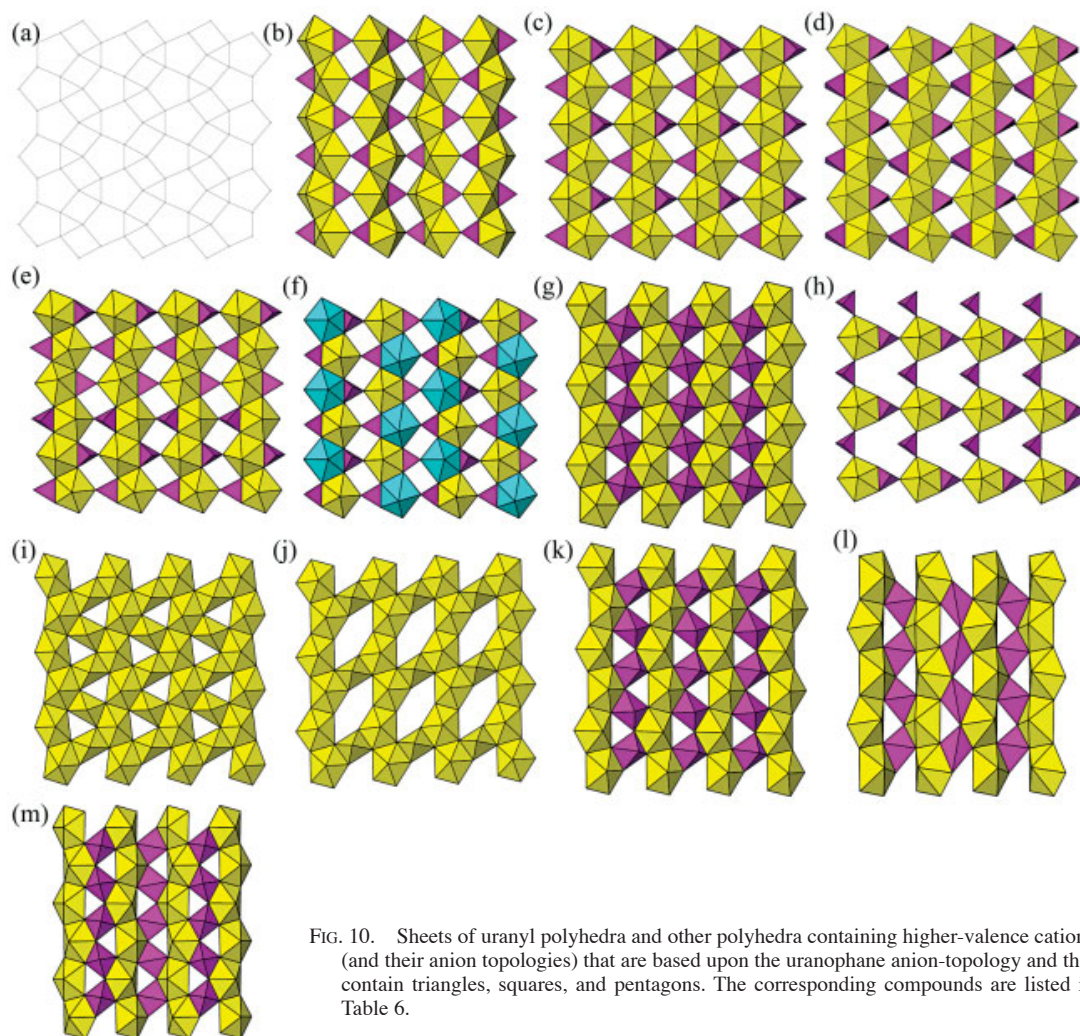 (a)
(b)
(c)
(d)
(e)
(f)
(g)
(h)
(i)
(j)
(k)
(l)
(m)
FIG. 10. Sheets of uranyl polyhedra and other polyhedra containing higher-valence cation
(and their anion topologies) that are based upon the uranophane anion-topology and th
contain triangles, squares, and pentagons. The corresponding compounds are listed i
Table 6.